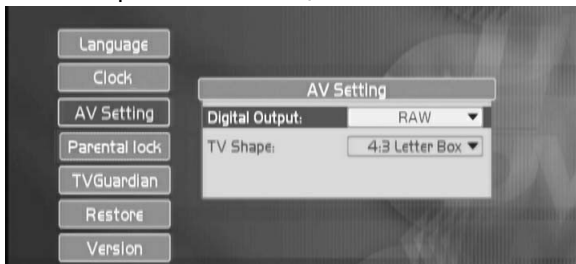 Language
Clock
AV Setting
Parental lock
TVGuardian
Restore
Version
AV Setting
Digital Output: RAW
TV Shape: 4:3 Letter Box